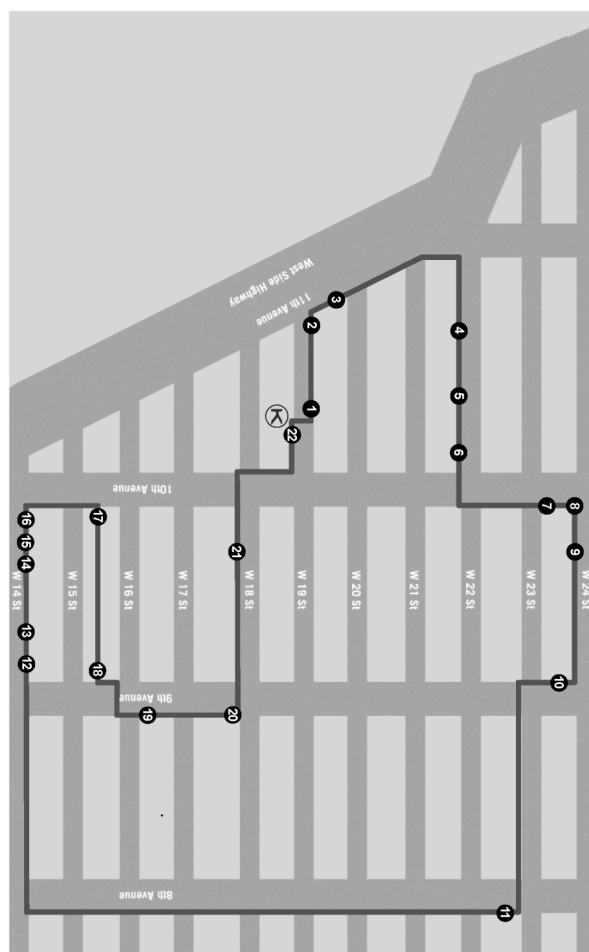 West Side Highway
11th Avenue
10th Avenue
9th Avenue
8th Avenue
W 14 St
W 15 St
W 16 St
W 17 St
W 18 St
W 19 St
W 20 St
W 21 St
W 22 St
W 23 St
W 24 St
K
1
2
3
4
5
6
7
8
9
10
11
12
13
14
15
16
17
18
19
20
21
22